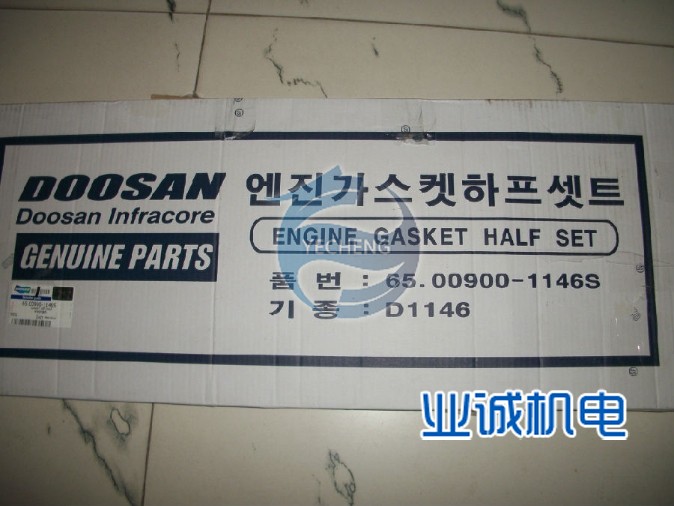 DOOSAN
Doosan Infracore
GENUINE PARTS
엔진가스켓하프셋트
ENGINE GASKET HALF SET
품 번 : 65.00900-1146S
기 종 : D1146
YECHENG
业诚机电